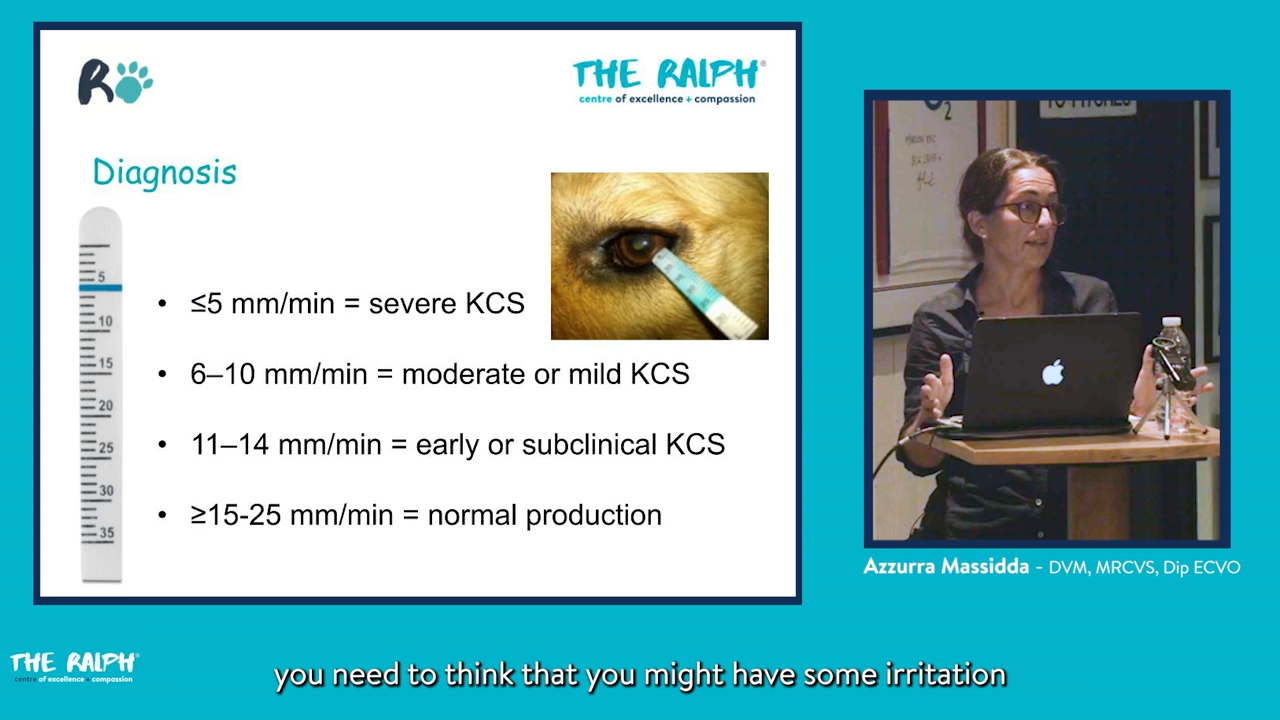 R
THE RALPH®
centre of excellence + compassion
Diagnosis
5
10
15
20
25
30
35
• ≤5 mm/min = severe KCS
• 6–10 mm/min = moderate or mild KCS
• 11–14 mm/min = early or subclinical KCS
• ≥15-25 mm/min = normal production
TO PITCHES
Azzurra Massidda - DVM, MRCVS, Dip ECVO
THE RALPH®
centre of excellence + compassion
you need to think that you might have some irritation